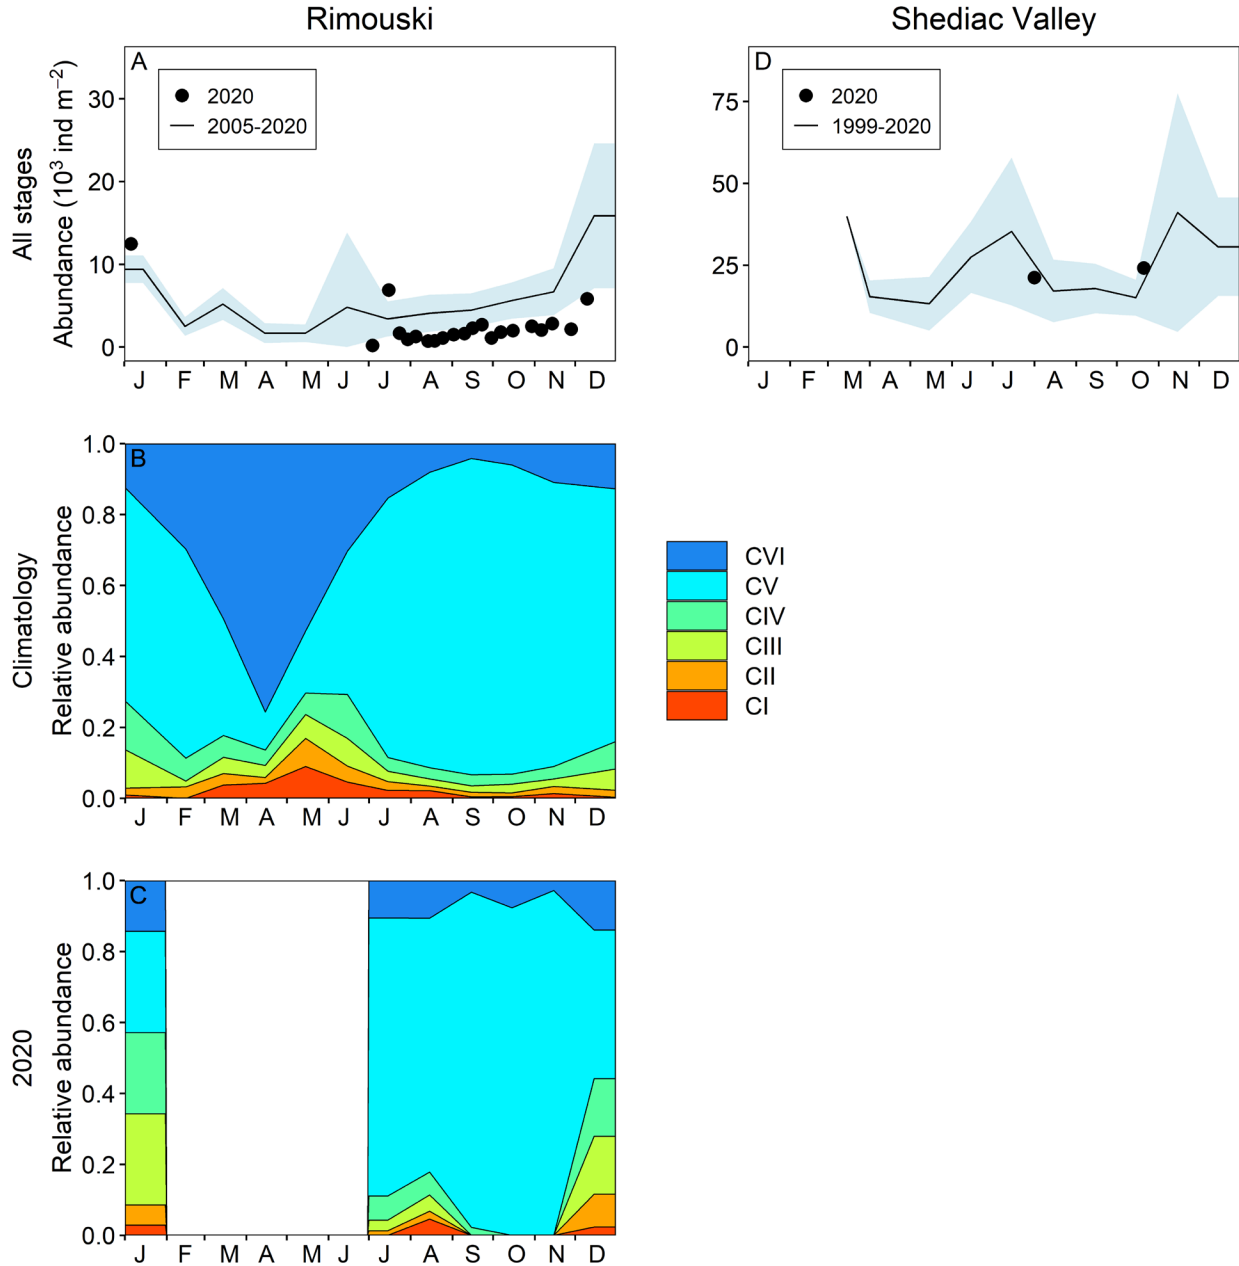 Rimouski
Shediac Valley
All stages
Abundance (10³ ind m⁻²)
A
2020
2005-2020
30
20
10
0
J F M A M J J A S O N D
D
2020
1999-2020
75
50
25
0
J F M A M J J A S O N D
Climatology
Relative abundance
B
1.0
0.8
0.6
0.4
0.2
0.0
J F M A M J J A S O N D
CVI
CV
CIV
CIII
CII
CI
2020
Relative abundance
C
1.0
0.8
0.6
0.4
0.2
0.0
J F M A M J J A S O N D